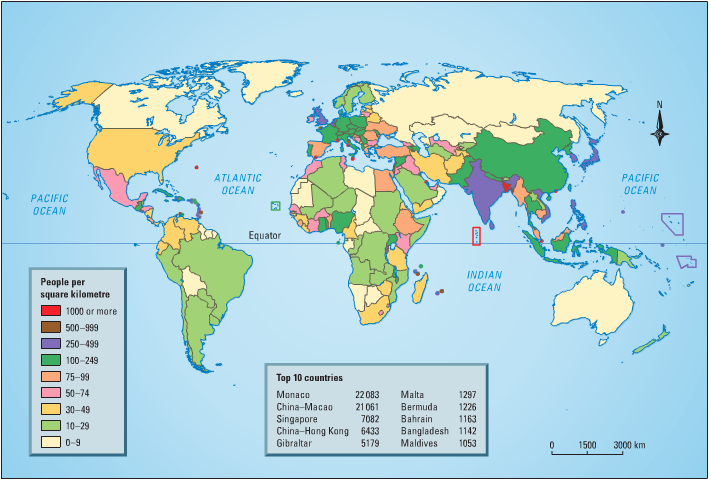 N
ATLANTIC
OCEAN
PACIFIC
OCEAN
PACIFIC
OCEAN
Equator
INDIAN
OCEAN
People per
square kilometre
1000 or more
500–999
250–499
100–249
75–99
50–74
30–49
10–29
0–9
Top 10 countries
Monaco 22 083 Malta 1297
China–Macao 21 061 Bermuda 1226
Singapore 7082 Bahrain 1163
China–Hong Kong 6433 Bangladesh 1142
Gibraltar 5179 Maldives 1053
0 1500 3000 km